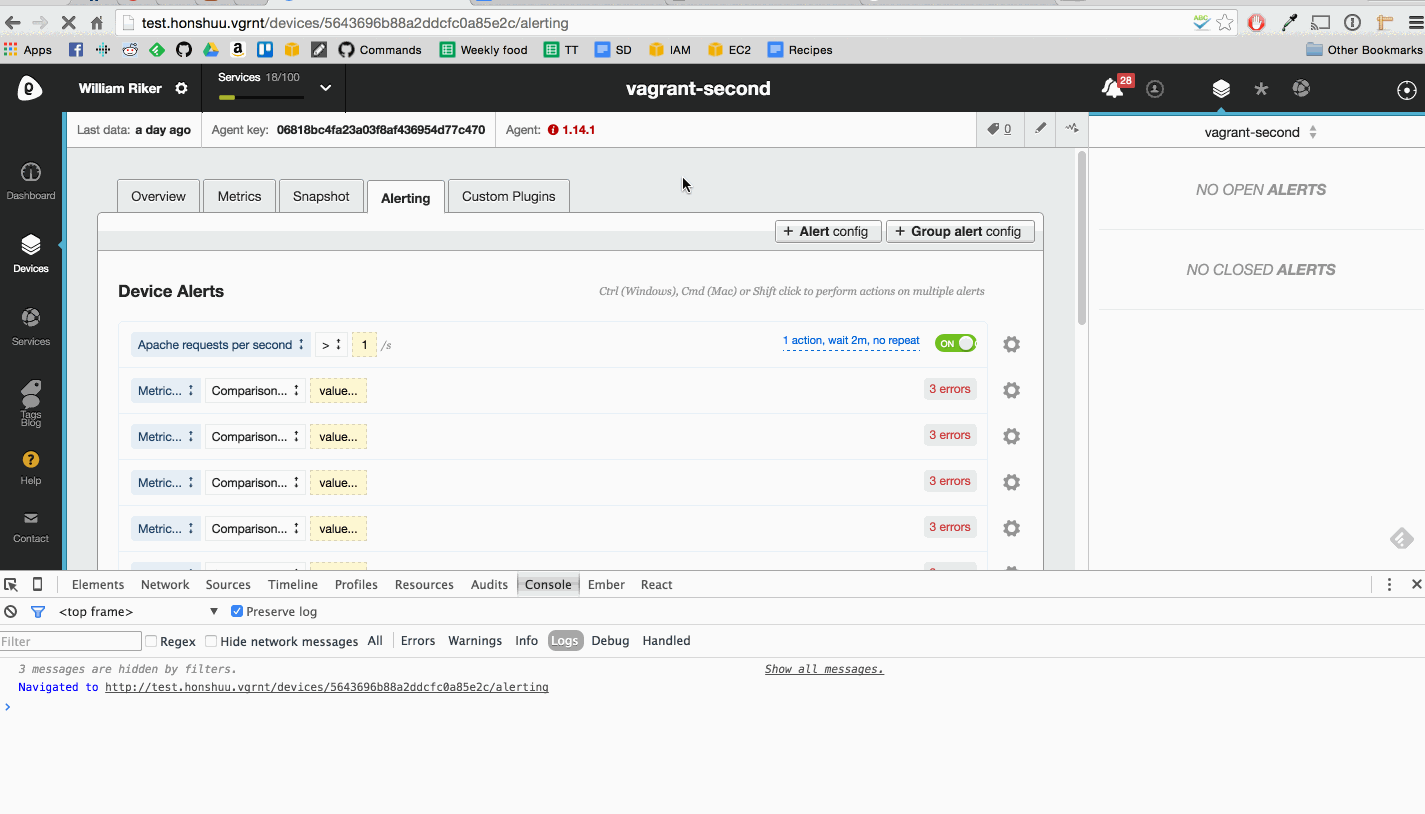 test.honshuu.vgrnt/devices/5643696b88a2ddcfc0a85e2c/alerting
ABC
Apps
a
Commands
Weekly food
TT
SD
IAM
EC2
Recipes
Other Bookmarks
William Riker
Services 18/100
vagrant-second
28
Last data: a day ago
Agent key: 06818bc4fa23a03f8af436954d77c470
Agent: 1.14.1
0
vagrant-second
Dashboard
Devices
Services
Tags
Blog
?
Help
Contact
Overview
Metrics
Snapshot
Alerting
Custom Plugins
+ Alert config
+ Group alert config
Device Alerts
Ctrl (Windows), Cmd (Mac) or Shift click to perform actions on multiple alerts
Apache requests per second > 1 /s
1 action, wait 2m, no repeat
ON
Metric... Comparison... value... 3 errors
Metric... Comparison... value... 3 errors
Metric... Comparison... value... 3 errors
Metric... Comparison... value... 3 errors
NO OPEN ALERTS
NO CLOSED ALERTS
Elements Network Sources Timeline Profiles Resources Audits Console Ember React
<top frame> ▼ Preserve log
Filter Regex Hide network messages All Errors Warnings Info Logs Debug Handled
3 messages are hidden by filters. Show all messages.
Navigated to http://test.honshuu.vgrnt/devices/5643696b88a2ddcfc0a85e2c/alerting
>